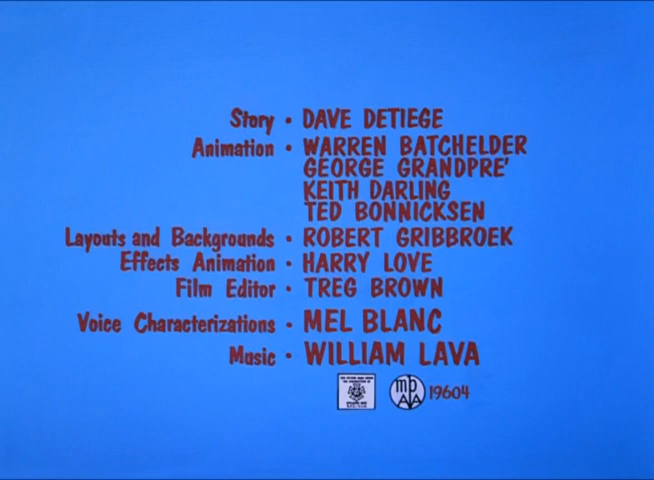 Story • DAVE DETIEGE
Animation • WARREN BATCHELDER
GEORGE GRANDPRE'
KEITH DARLING
TED BONNICKSEN
Layouts and Backgrounds • ROBERT GRIBBROEK
Effects Animation • HARRY LOVE
Film Editor • TREG BROWN
Voice Characterizations • MEL BLANC
Music • WILLIAM LAVA
mpAA 19604